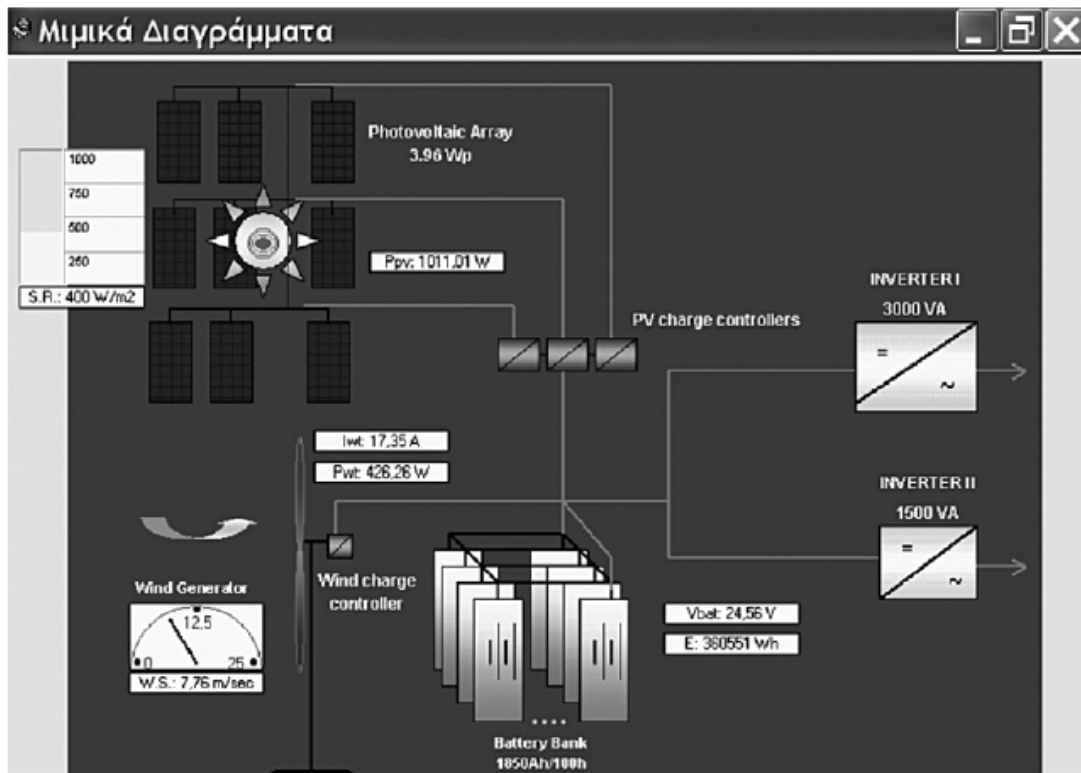 Μιμικά Διαγράμματα
Photovoltaic Array
3.96 Wp
1000
750
500
250
S.R.: 400 W/m2
Ppv: 1011,01 W
PV charge controllers
INVERTER I
3000 VA
=
~
Iwt: 17,35 A
Pwt: 426,26 W
INVERTER II
1500 VA
=
~
Wind charge
controller
Wind Generator
12,5
0
25
W.S.: 7,76 m/sec
Vbat: 24,56 V
E: 360551 Wh
Battery Bank
1850Ah/100h